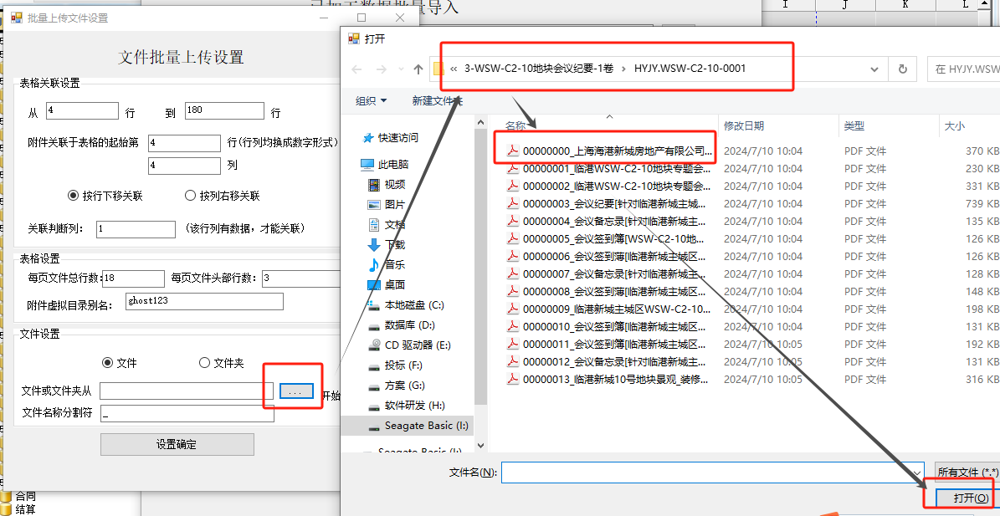 已加工数据批量导入
I J K L
批量上传文件设置
文件批量上传设置
表格关联设置
从 4 行 到 180 行
附件关联于表格的起始第 4 行(行列均换成数字形式)
4 列
按行下移关联 按列右移关联
关联判断列: 1 (该行列有数据，才能关联)
表格设置
每页文件总行数: 18 每页文件头部行数: 3
附件虚拟目录别名: ghost123
文件设置
文件 文件夹
文件或文件夹从 ... 开始
文件名称分割符 _
设置确定
合同
结算
打开
« 3-WSW-C2-10地块会议纪要-1卷 › HYJY.WSW-C2-10-0001
在 HYJY.WSW
组织 新建文件夹
快速访问
此电脑
视频
图片
文档
下载
音乐
桌面
本地磁盘 (C:)
数据库 (D:)
CD 驱动器 (E:)
投标 (F:)
方案 (G:)
软件研发 (H:)
Seagate Basic (I:)
Seagate Basic (I:)
名称 修改日期 类型 大小
00000000_上海海港新城房地产有限公司... 2024/7/10 10:04 PDF 文件 370 KB
00000001_临港WSW-C2-10地块专题会... 2024/7/10 10:04 PDF 文件 230 KB
00000002_临港WSW-C2-10地块专题会... 2024/7/10 10:04 PDF 文件 331 KB
00000003_会议纪要[针对临港新城主城... 2024/7/10 10:04 PDF 文件 739 KB
00000004_会议备忘录[针对临港新城主... 2024/7/10 10:04 PDF 文件 135 KB
00000005_会议签到簿[WSW-C2-10地... 2024/7/10 10:04 PDF 文件 126 KB
00000006_会议签到薄[临港新城主城区... 2024/7/10 10:04 PDF 文件 126 KB
00000007_会议备忘录[针对临港新城主... 2024/7/10 10:04 PDF 文件 128 KB
00000008_会议签到薄[临港新城主城区... 2024/7/10 10:04 PDF 文件 148 KB
00000009_临港新城主城区WSW-C2-10... 2024/7/10 10:04 PDF 文件 198 KB
00000010_会议签到簿[临港新城主城区... 2024/7/10 10:04 PDF 文件 131 KB
00000011_会议签到簿[临港新城主城区... 2024/7/10 10:05 PDF 文件 192 KB
00000012_会议备忘录[针对临港新城主... 2024/7/10 10:05 PDF 文件 131 KB
00000013_临港新城10号地块景观_装修... 2024/7/10 10:05 PDF 文件 316 KB
文件名(N): 所有文件 (*.*)
打开(O)